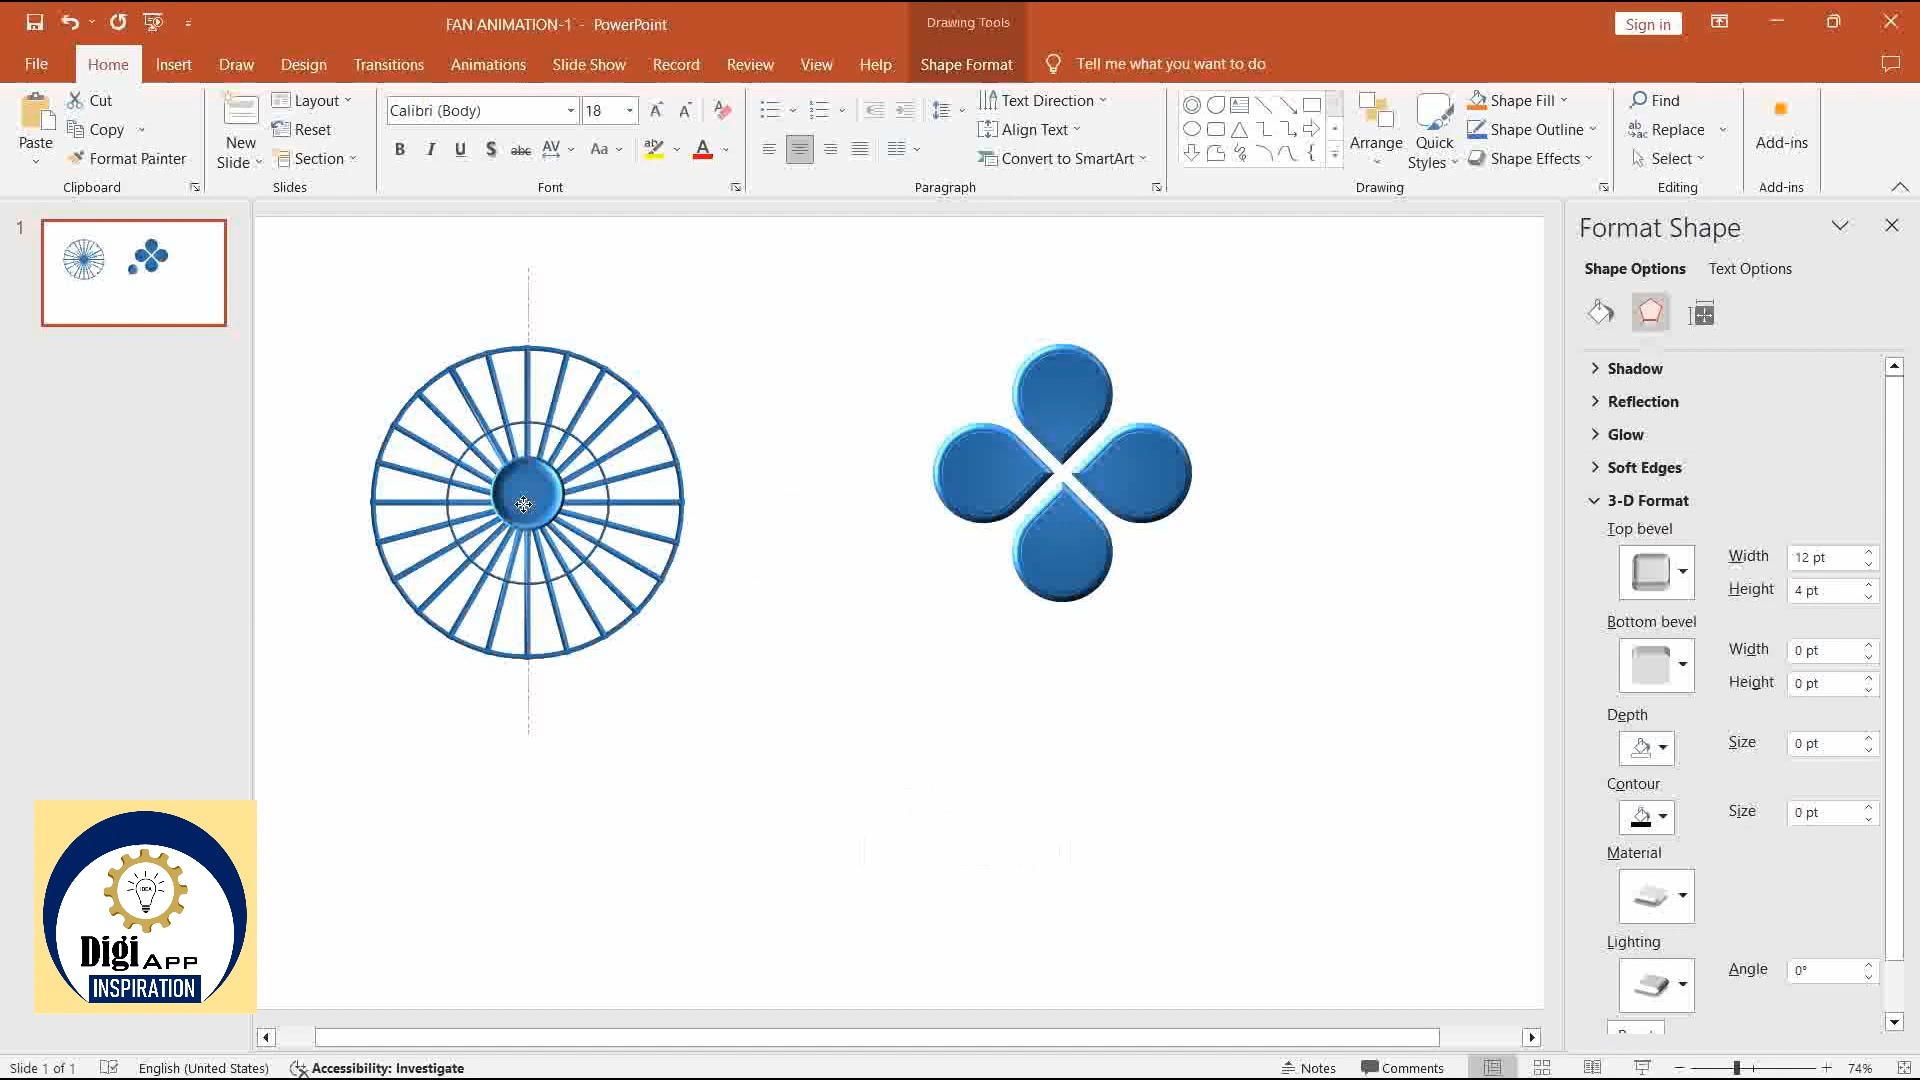 FAN ANIMATION-1 - PowerPoint
Drawing Tools
Sign in
File Home Insert Draw Design Transitions Animations Slide Show Record Review View Help Shape Format Tell me what you want to do
Paste
Cut
Copy
Format Painter
Clipboard
New Slide
Layout
Reset
Section
Slides
Calibri (Body) 18
B I U S abc AV Aa ab A
Font
Text Direction
Align Text
Convert to SmartArt
Paragraph
Arrange
Quick Styles
Shape Fill
Shape Outline
Shape Effects
Drawing
Find
Replace
Select
Editing
Add-ins
Add-ins
1
Format Shape
Shape Options Text Options
Shadow
Reflection
Glow
Soft Edges
3-D Format
Top bevel
Width 12 pt
Height 4 pt
Bottom bevel
Width 0 pt
Height 0 pt
Depth
Size 0 pt
Contour
Size 0 pt
Material
Lighting
Angle 0°
IDEA
Digi APP
INSPIRATION
Slide 1 of 1 English (United States) Accessibility: Investigate Notes Comments 74%